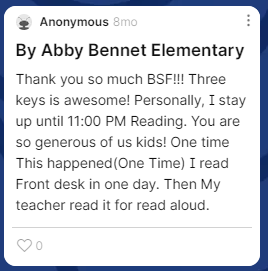 Anonymous 8mo
By Abby Bennet Elementary
Thank you so much BSF!!! Three
keys is awesome! Personally, I stay
up until 11:00 PM Reading. You are
so generous of us kids! One time
This happened(One Time) I read
Front desk in one day. Then My
teacher read it for read aloud.
0